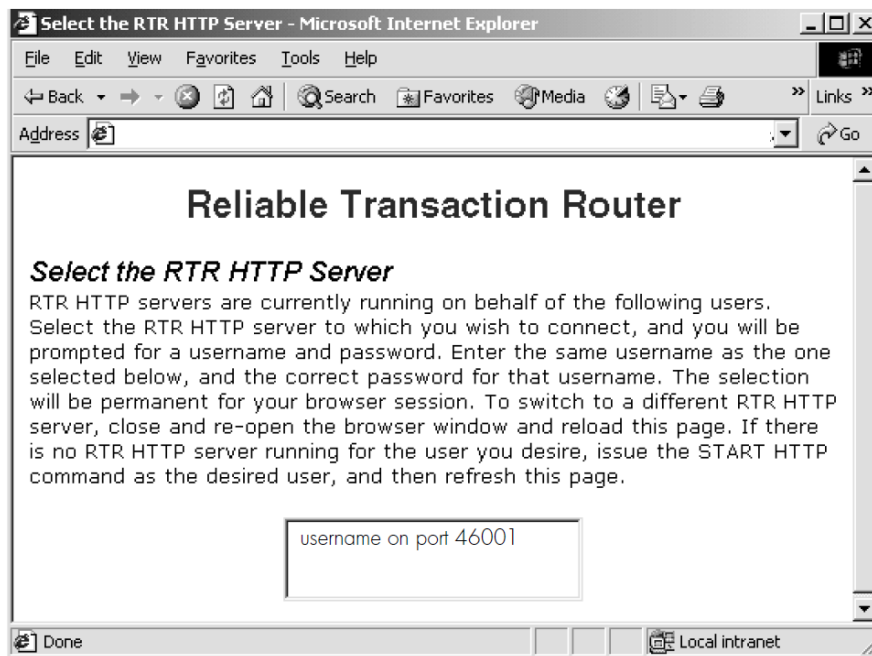 Select the RTR HTTP Server - Microsoft Internet Explorer
File Edit View Favorites Tools Help
Back Search Favorites Media Links
Address Go
Reliable Transaction Router
Select the RTR HTTP Server
RTR HTTP servers are currently running on behalf of the following users.
Select the RTR HTTP server to which you wish to connect, and you will be
prompted for a username and password. Enter the same username as the one
selected below, and the correct password for that username. The selection
will be permanent for your browser session. To switch to a different RTR HTTP
server, close and re-open the browser window and reload this page. If there
is no RTR HTTP server running for the user you desire, issue the START HTTP
command as the desired user, and then refresh this page.
username on port 46001
Done Local intranet